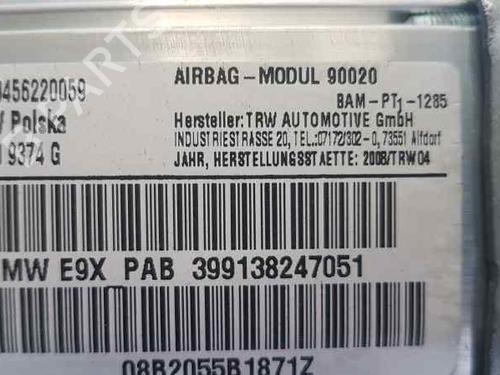 AIRBAG-MODUL 90020
0456220059
BAM-PT1-1285
Polska
Hersteller: TRW AUTOMOTIVE GmbH
INDUSTRIESTRASSE 20, TEL.:07172/302-0, 73551 Alfdorf
9374 G
JAHR, HERSTELLUNGSSTAETTE: 2008/TRW04
MW E9X PAB 399138247051
08B2055B1871Z